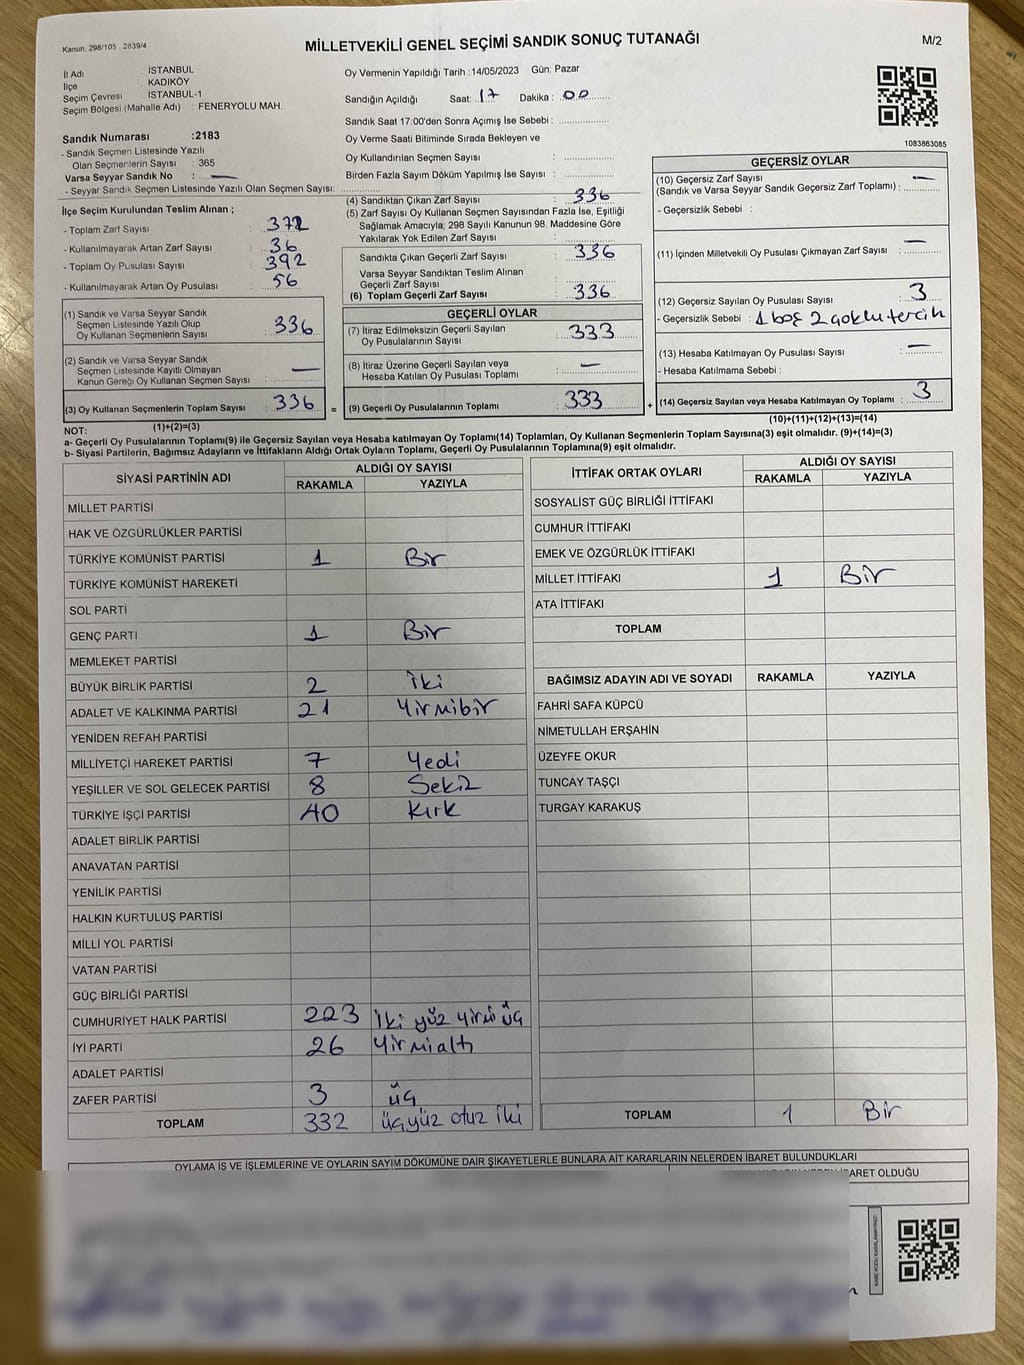 Kanun. 298/105 . 2839/4
MİLLETVEKİLİ GENEL SEÇİMİ SANDIK SONUÇ TUTANAĞI
M/2
İl Adı : İSTANBUL
İlçe KADIKÖY
Seçim Çevresi İSTANBUL-1
Seçim Bölgesi (Mahalle Adı) : FENERYOLU MAH.
Oy Vermenin Yapıldığı Tarih :14/05/2023 Gün: Pazar
Sandığın Açıldığı Saat: 17 Dakika : 00
Sandık Saat 17:00'den Sonra Açımış İse Sebebi :
Oy Verme Saati Bitiminde Sırada Bekleyen ve
Oy Kullandırılan Seçmen Sayısı :
Birden Fazla Sayım Döküm Yapılmış İse Sayısı :
1083863085
Sandık Numarası :2183
- Sandık Seçmen Listesinde Yazılı
Olan Seçmenlerin Sayısı : 365
Varsa Seyyar Sandık No : —
- Seyyar Sandık Seçmen Listesinde Yazılı Olan Seçmen Sayısı:
İlçe Seçim Kurulundan Teslim Alınan ;
- Toplam Zarf Sayısı : 372
- Kullanılmayarak Artan Zarf Sayısı : 36
- Toplam Oy Pusulası Sayısı : 392
- Kullanılmayarak Artan Oy Pusulası : 56
(1) Sandık ve Varsa Seyyar Sandık
Seçmen Listesinde Yazılı Olup
Oy Kullanan Seçmenlerin Sayısı : 336
(2) Sandık ve Varsa Seyyar Sandık
Seçmen Listesinde Kayıtlı Olmayan
Kanun Gereği Oy Kullanan Seçmen Sayısı : —
(3) Oy Kullanan Seçmenlerin Toplam Sayısı : 336
(1)+(2)=(3)
(4) Sandıktan Çıkan Zarf Sayısı : 336
(5) Zarf Sayısı Oy Kullanan Seçmen Sayısından Fazla İse, Eşitliği
Sağlamak Amacıyla; 298 Sayılı Kanunun 98. Maddesine Göre
Yakılarak Yok Edilen Zarf Sayısı :
Sandıkta Çıkan Geçerli Zarf Sayısı : 336
Varsa Seyyar Sandıktan Teslim Alınan
Geçerli Zarf Sayısı :
(6) Toplam Geçerli Zarf Sayısı : 336
GEÇERLİ OYLAR
(7) İtiraz Edilmeksizin Geçerli Sayılan
Oy Pusulalarının Sayısı : 333
(8) İtiraz Üzerine Geçerli Sayılan veya
Hesaba Katılan Oy Pusulası Toplamı : —
= (9) Geçerli Oy Pusulalarının Toplamı : 333
GEÇERSİZ OYLAR
(10) Geçersiz Zarf Sayısı —
(Sandık ve Varsa Seyyar Sandık Geçersiz Zarf Toplamı) :
- Geçersizlik Sebebi :
(11) İçinden Milletvekili Oy Pusulası Çıkmayan Zarf Sayısı : —
(12) Geçersiz Sayılan Oy Pusulası Sayısı : 3
- Geçersizlik Sebebi : 1 boş 2 çoklu tercih
(13) Hesaba Katılmayan Oy Pusulası Sayısı : —
- Hesaba Katılmama Sebebi :
+ (14) Geçersiz Sayılan veya Hesaba Katılmayan Oy Toplamı : 3
(10)+(11)+(12)+(13)=(14)
NOT:
a- Geçerli Oy Pusulalarının Toplamı(9) ile Geçersiz Sayılan veya Hesaba katılmayan Oy Toplamı(14) Toplamları, Oy Kullanan Seçmenlerin Toplam Sayısına(3) eşit olmalıdır. (9)+(14)=(3)
b- Siyasi Partilerin, Bağımsız Adayların ve İttifakların Aldığı Ortak Oyların Toplamı, Geçerli Oy Pusulalarının Toplamına(9) eşit olmalıdır.
SİYASİ PARTİNİN ADI ALDIĞI OY SAYISI
RAKAMLA YAZIYLA
MİLLET PARTİSİ
HAK VE ÖZGÜRLÜKLER PARTİSİ
TÜRKİYE KOMÜNİST PARTİSİ 1 Bir
TÜRKİYE KOMÜNİST HAREKETİ
SOL PARTİ
GENÇ PARTİ 1 Bir
MEMLEKET PARTİSİ
BÜYÜK BİRLİK PARTİSİ 2 İki
ADALET VE KALKINMA PARTİSİ 21 Yirmibir
YENİDEN REFAH PARTİSİ
MİLLİYETÇİ HAREKET PARTİSİ 7 Yedi
YEŞİLLER VE SOL GELECEK PARTİSİ 8 Sekiz
TÜRKİYE İŞÇİ PARTİSİ 40 Kırk
ADALET BİRLİK PARTİSİ
ANAVATAN PARTİSİ
YENİLİK PARTİSİ
HALKIN KURTULUŞ PARTİSİ
MİLLİ YOL PARTİSİ
VATAN PARTİSİ
GÜÇ BİRLİĞİ PARTİSİ
CUMHURİYET HALK PARTİSİ 223 İki yüz Yirmi üç
İYİ PARTİ 26 Yirmialtı
ADALET PARTİSİ
ZAFER PARTİSİ 3 üç
TOPLAM 332 üçyüz otuz iki
İTTİFAK ORTAK OYLARI ALDIĞI OY SAYISI
RAKAMLA YAZIYLA
SOSYALİST GÜÇ BİRLİĞİ İTTİFAKI
CUMHUR İTTİFAKI
EMEK VE ÖZGÜRLÜK İTTİFAKI
MİLLET İTTİFAKI 1 Bir
ATA İTTİFAKI
TOPLAM
BAĞIMSIZ ADAYIN ADI VE SOYADI RAKAMLA YAZIYLA
FAHRİ SAFA KÜPCÜ
NİMETULLAH ERŞAHİN
ÜZEYFE OKUR
TUNCAY TAŞÇI
TURGAY KARAKUŞ
TOPLAM 1 Bir
OYLAMA İŞ VE İŞLEMLERİNE VE OYLARIN SAYIM DÖKÜMÜNE DAİR ŞİKAYETLERLE BUNLARA AİT KARARLARIN NELERDEN İBARET BULUNDUKLARI
İBARET OLDUĞU